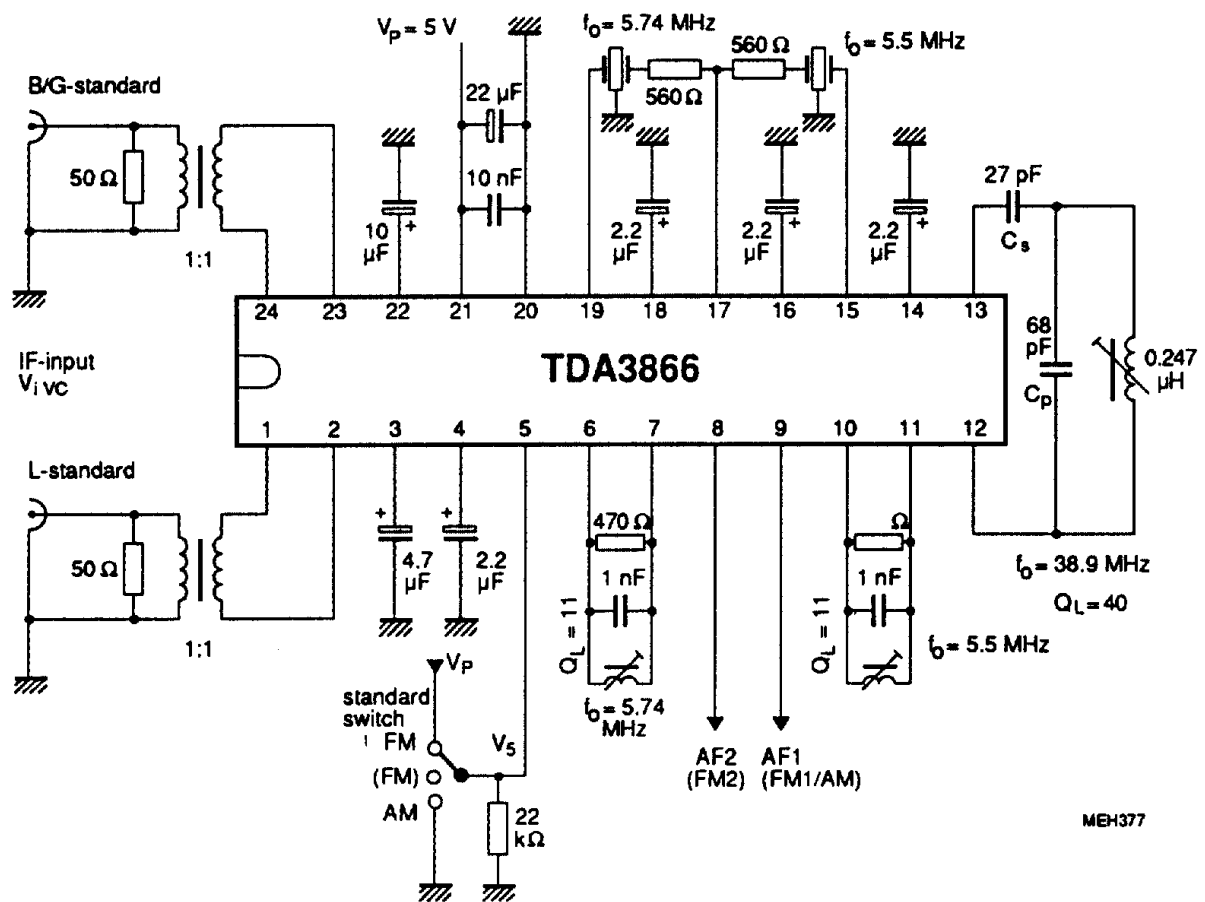 V_P = 5 V
f_o = 5.74 MHz
560 Ω
f_o = 5.5 MHz
B/G-standard
22 µF
560 Ω
50 Ω
10 nF
27 pF
10 µF
2.2 µF
2.2 µF
2.2 µF
C_s
1:1
24 23 22 21 20 19 18 17 16 15 14 13
68 pF
IF-input
V_i VC
TDA3866
0.247 µH
C_p
1 2 3 4 5 6 7 8 9 10 11 12
L-standard
+ +
470 Ω
Ω
50 Ω
4.7 µF
2.2 µF
1 nF
1 nF
f_o = 38.9 MHz
Q_L = 40
Q_L = 11
Q_L = 11
1:1
f_o = 5.5 MHz
V_P
standard
switch
f_o = 5.74
MHz
FM
V_5
AF2
(FM2)
AF1
(FM1/AM)
(FM)
AM
22
kΩ
MEH377